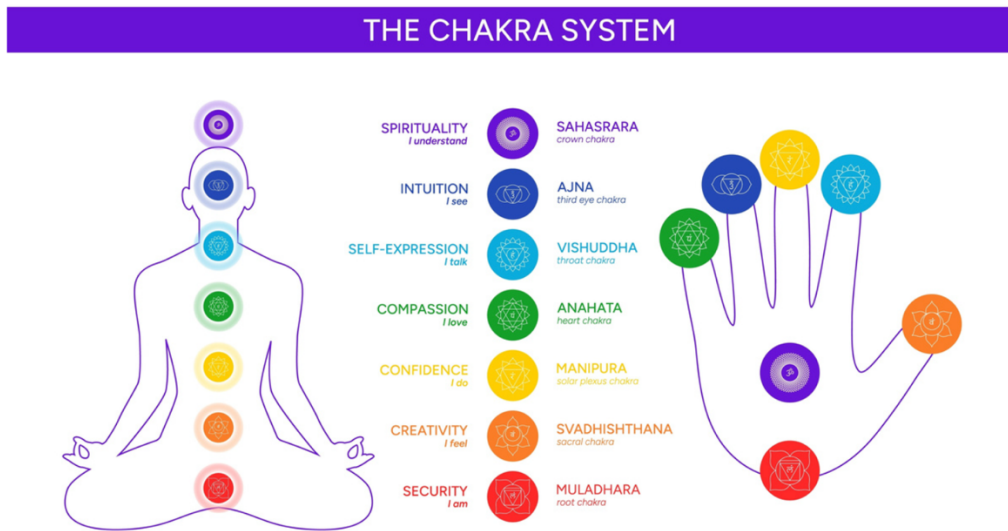 THE CHAKRA SYSTEM
SPIRITUALITY
I understand
SAHASRARA
crown chakra
INTUITION
I see
AJNA
third eye chakra
SELF-EXPRESSION
I talk
VISHUDDHA
throat chakra
COMPASSION
I love
ANAHATA
heart chakra
CONFIDENCE
I do
MANIPURA
solar plexus chakra
CREATIVITY
I feel
SVADHISHTHANA
sacral chakra
SECURITY
I am
MULADHARA
root chakra